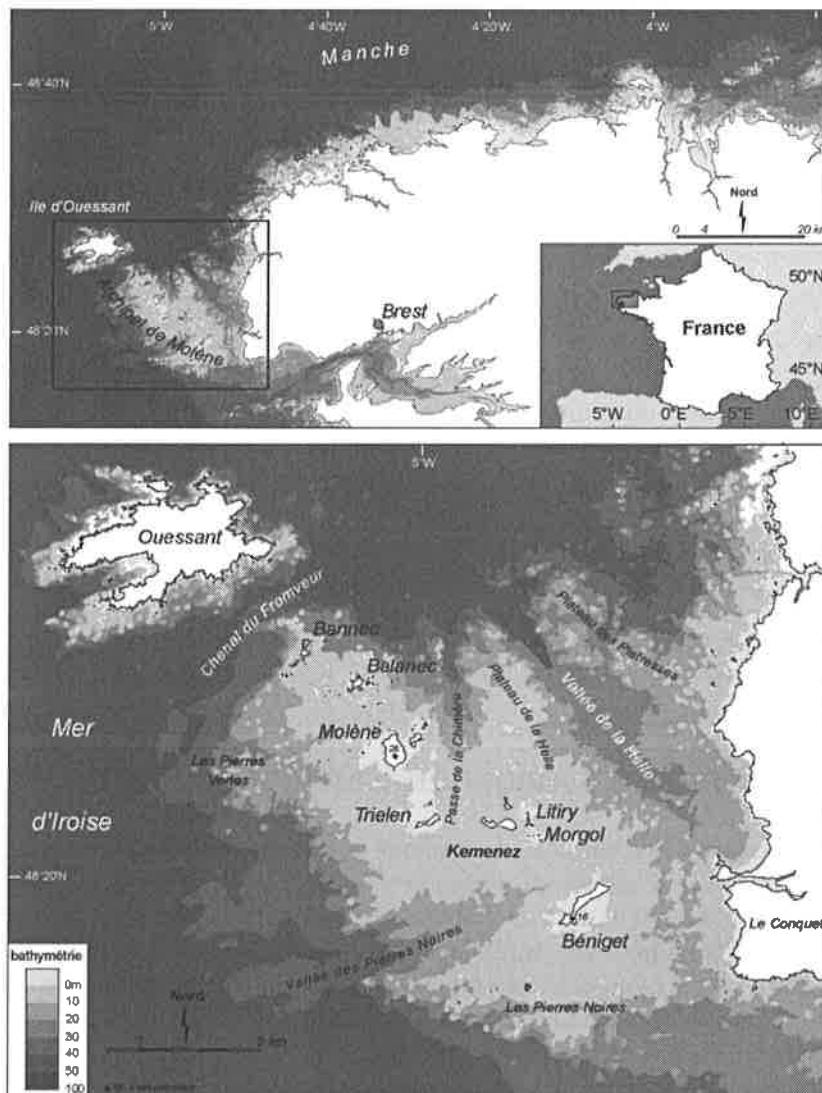 5°W
4°40'W
4°20'W
4°W
Manche
48°40'N
Nord
0 4 20 km
Ile d'Ouessant
Archipel de Molène
48°20'N
Brest
50°N
France
45°N
5°W 0°E 5°E 10°E
5°W
Ouessant
Chenal du Fromveur
Bannec
Balanec
Plateau des Platresses
Plateau de la Helle
Vallée de la Helle
Mer
Molène
Les Pierres
Vertes
Passe de la Chimère
d'Iroise
Trielen
Litiry
Morgol
Kemenez
48°20'N
16
Le Conquet
Béniget
Vallée des Pierres Noires
Les Pierres Noires
bathymétrie
0m
10
20
30
40
50
100
Nord
km